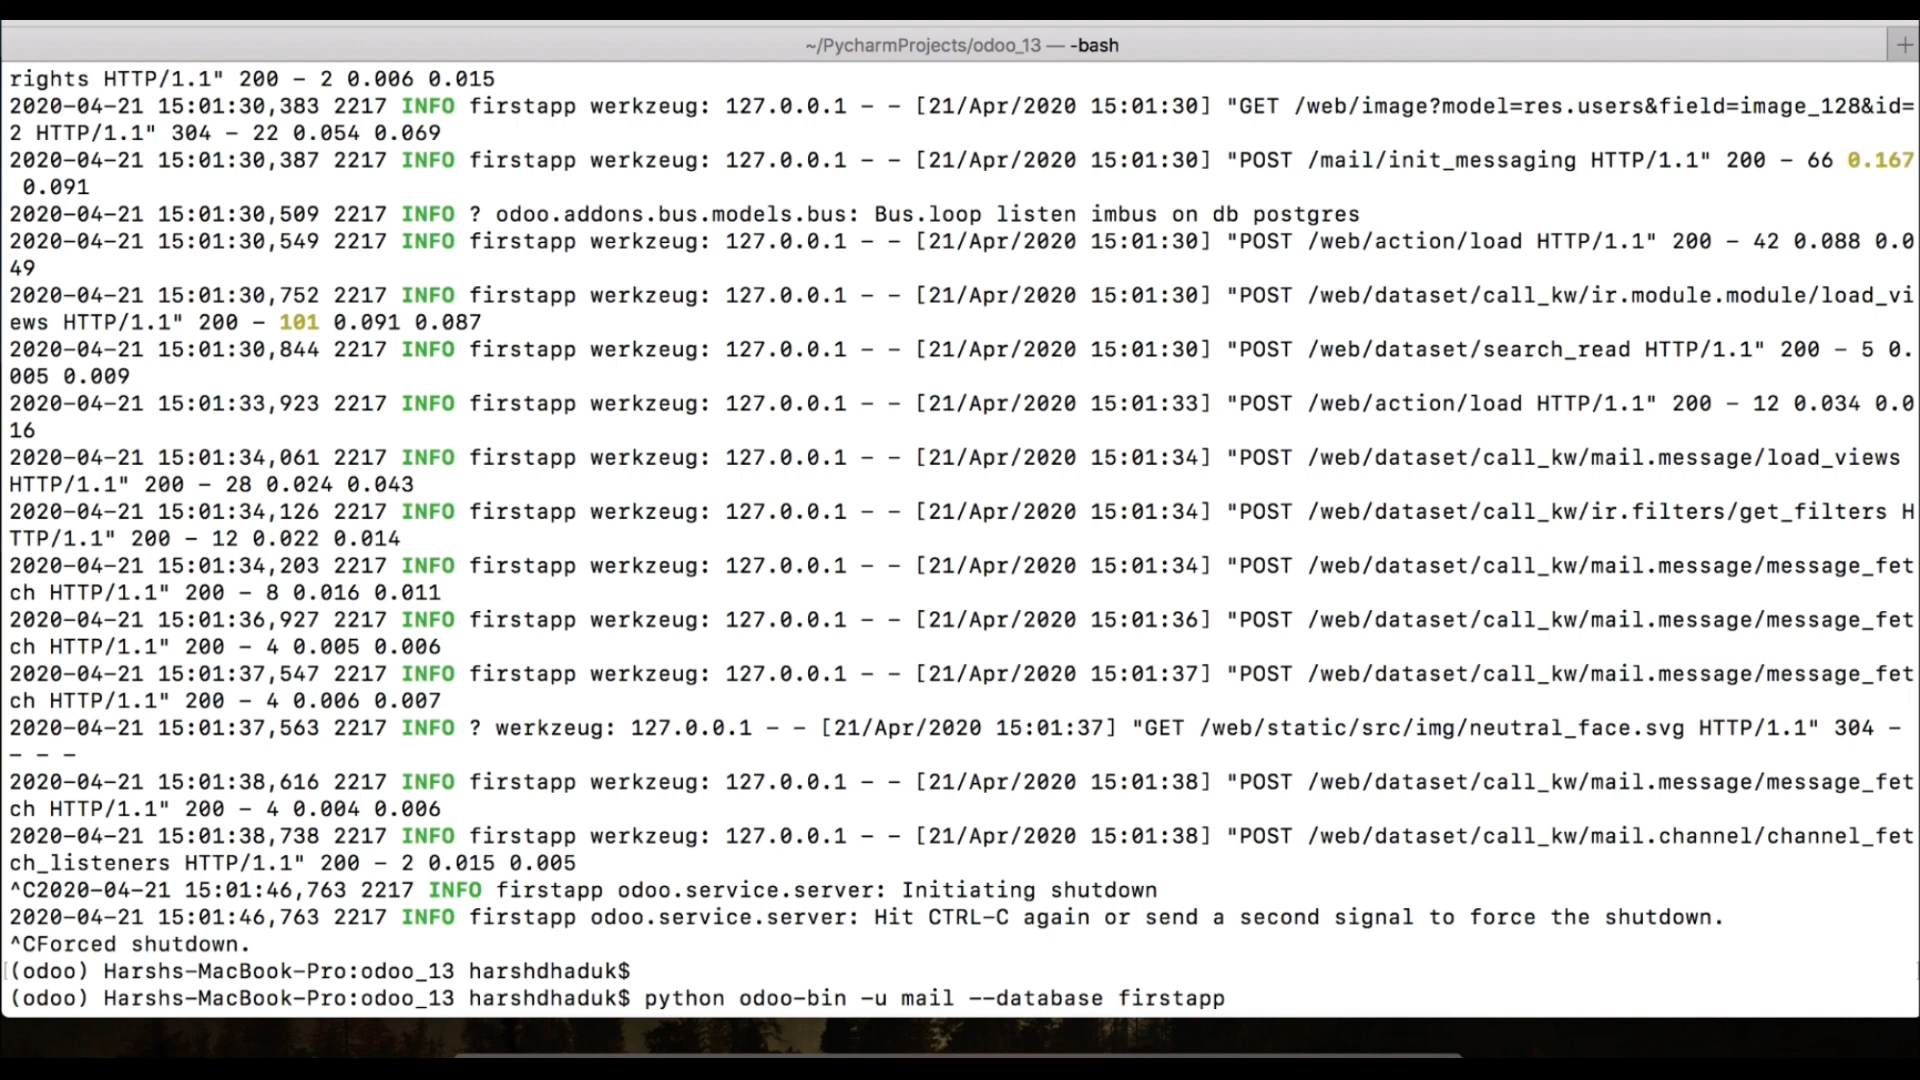 ~/PycharmProjects/odoo_13 — -bash
rights HTTP/1.1" 200 - 2 0.006 0.015
2020-04-21 15:01:30,383 2217 INFO firstapp werkzeug: 127.0.0.1 - - [21/Apr/2020 15:01:30] "GET /web/image?model=res.users&field=image_128&id=
2 HTTP/1.1" 304 - 22 0.054 0.069
2020-04-21 15:01:30,387 2217 INFO firstapp werkzeug: 127.0.0.1 - - [21/Apr/2020 15:01:30] "POST /mail/init_messaging HTTP/1.1" 200 - 66 0.167
0.091
2020-04-21 15:01:30,509 2217 INFO ? odoo.addons.bus.models.bus: Bus.loop listen imbus on db postgres
2020-04-21 15:01:30,549 2217 INFO firstapp werkzeug: 127.0.0.1 - - [21/Apr/2020 15:01:30] "POST /web/action/load HTTP/1.1" 200 - 42 0.088 0.0
49
2020-04-21 15:01:30,752 2217 INFO firstapp werkzeug: 127.0.0.1 - - [21/Apr/2020 15:01:30] "POST /web/dataset/call_kw/ir.module.module/load_vi
ews HTTP/1.1" 200 - 101 0.091 0.087
2020-04-21 15:01:30,844 2217 INFO firstapp werkzeug: 127.0.0.1 - - [21/Apr/2020 15:01:30] "POST /web/dataset/search_read HTTP/1.1" 200 - 5 0.
005 0.009
2020-04-21 15:01:33,923 2217 INFO firstapp werkzeug: 127.0.0.1 - - [21/Apr/2020 15:01:33] "POST /web/action/load HTTP/1.1" 200 - 12 0.034 0.0
16
2020-04-21 15:01:34,061 2217 INFO firstapp werkzeug: 127.0.0.1 - - [21/Apr/2020 15:01:34] "POST /web/dataset/call_kw/mail.message/load_views
HTTP/1.1" 200 - 28 0.024 0.043
2020-04-21 15:01:34,126 2217 INFO firstapp werkzeug: 127.0.0.1 - - [21/Apr/2020 15:01:34] "POST /web/dataset/call_kw/ir.filters/get_filters H
TTP/1.1" 200 - 12 0.022 0.014
2020-04-21 15:01:34,203 2217 INFO firstapp werkzeug: 127.0.0.1 - - [21/Apr/2020 15:01:34] "POST /web/dataset/call_kw/mail.message/message_fet
ch HTTP/1.1" 200 - 8 0.016 0.011
2020-04-21 15:01:36,927 2217 INFO firstapp werkzeug: 127.0.0.1 - - [21/Apr/2020 15:01:36] "POST /web/dataset/call_kw/mail.message/message_fet
ch HTTP/1.1" 200 - 4 0.005 0.006
2020-04-21 15:01:37,547 2217 INFO firstapp werkzeug: 127.0.0.1 - - [21/Apr/2020 15:01:37] "POST /web/dataset/call_kw/mail.message/message_fet
ch HTTP/1.1" 200 - 4 0.006 0.007
2020-04-21 15:01:37,563 2217 INFO ? werkzeug: 127.0.0.1 - - [21/Apr/2020 15:01:37] "GET /web/static/src/img/neutral_face.svg HTTP/1.1" 304 -
- - -
2020-04-21 15:01:38,616 2217 INFO firstapp werkzeug: 127.0.0.1 - - [21/Apr/2020 15:01:38] "POST /web/dataset/call_kw/mail.message/message_fet
ch HTTP/1.1" 200 - 4 0.004 0.006
2020-04-21 15:01:38,738 2217 INFO firstapp werkzeug: 127.0.0.1 - - [21/Apr/2020 15:01:38] "POST /web/dataset/call_kw/mail.channel/channel_fet
ch_listeners HTTP/1.1" 200 - 2 0.015 0.005
^C2020-04-21 15:01:46,763 2217 INFO firstapp odoo.service.server: Initiating shutdown
2020-04-21 15:01:46,763 2217 INFO firstapp odoo.service.server: Hit CTRL-C again or send a second signal to force the shutdown.
^CForced shutdown.
(odoo) Harshs-MacBook-Pro:odoo_13 harshdhaduk$
(odoo) Harshs-MacBook-Pro:odoo_13 harshdhaduk$ python odoo-bin -u mail --database firstapp